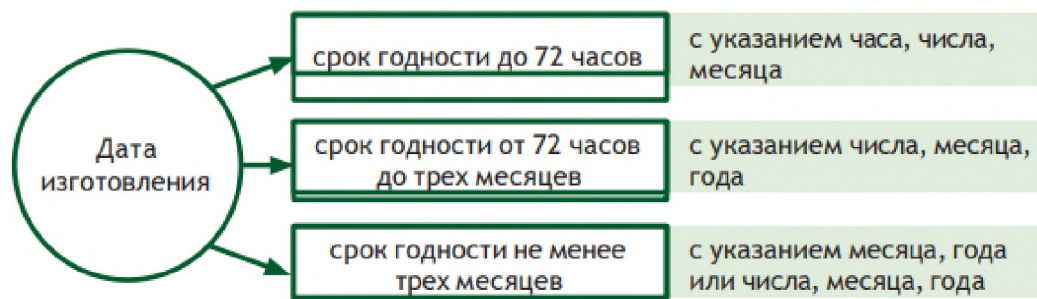 Дата
изготовления
срок годности до 72 часов
с указанием часа, числа,
месяца
срок годности от 72 часов
до трех месяцев
с указанием числа, месяца,
года
срок годности не менее
трех месяцев
с указанием месяца, года
или числа, месяца, года